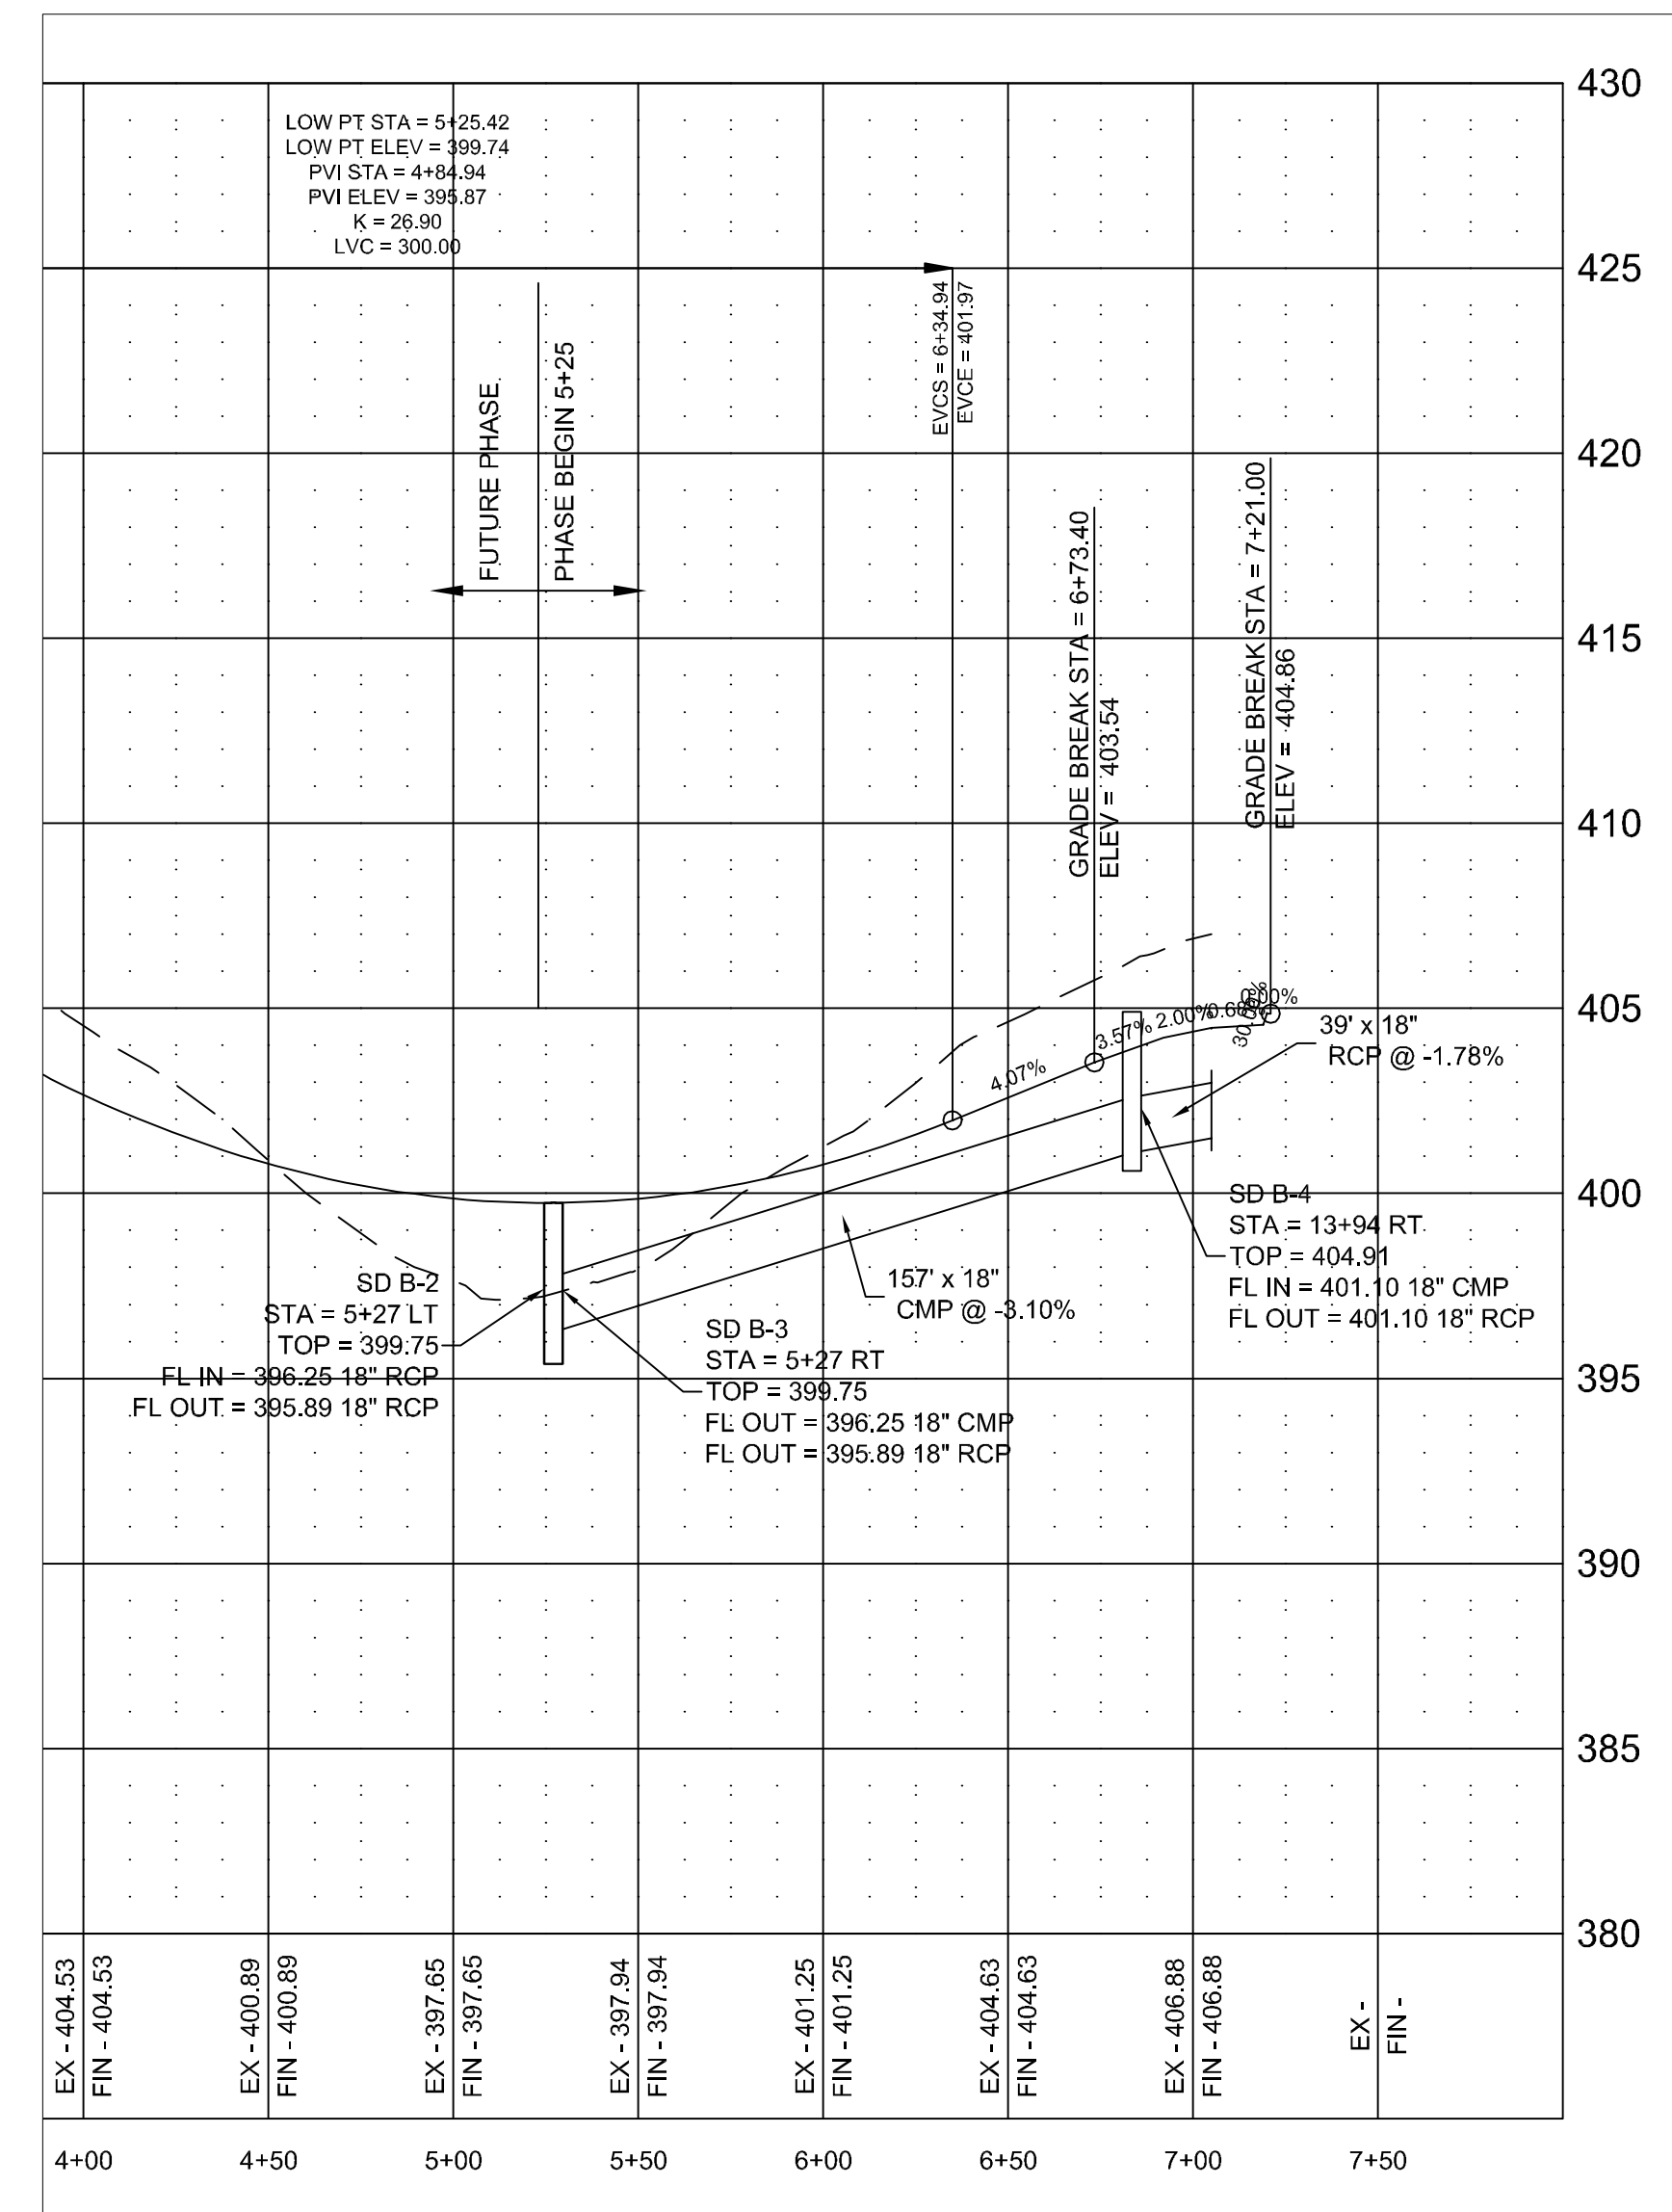 430
LOW PT STA = 5+25.42
LOW PT ELEV = 399.74
PVI STA = 4+84.94
PVI ELEV = 395.87
K = 26.90
LVC = 300.00
425
EVCS = 6+34.94
EVCE = 401.97
FUTURE PHASE
PHASE BEGIN 5+25
420
GRADE BREAK STA = 6+73.40
ELEV = 403.54
GRADE BREAK STA = 7+21.00
ELEV = 404.86
415
410
405
4.07%
3.57%
2.00%
0.68%
0.00%
39' x 18"
RCP @ -1.78%
400
SD B-2
STA = 5+27 LT
TOP = 399.75
FL IN = 396.25 18" RCP
FL OUT = 395.89 18" RCP
SD B-3
STA = 5+27 RT
TOP = 399.75
FL OUT = 396.25 18" CMP
FL OUT = 395.89 18" RCP
157' x 18"
CMP @ -3.10%
SD B-4
STA = 13+94 RT
TOP = 404.91
FL IN = 401.10 18" CMP
FL OUT = 401.10 18" RCP
395
390
385
380
EX - 404.53
FIN - 404.53
EX - 400.89
FIN - 400.89
EX - 397.65
FIN - 397.65
EX - 397.94
FIN - 397.94
EX - 401.25
FIN - 401.25
EX - 404.63
FIN - 404.63
EX - 406.88
FIN - 406.88
EX -
FIN -
4+00
4+50
5+00
5+50
6+00
6+50
7+00
7+50